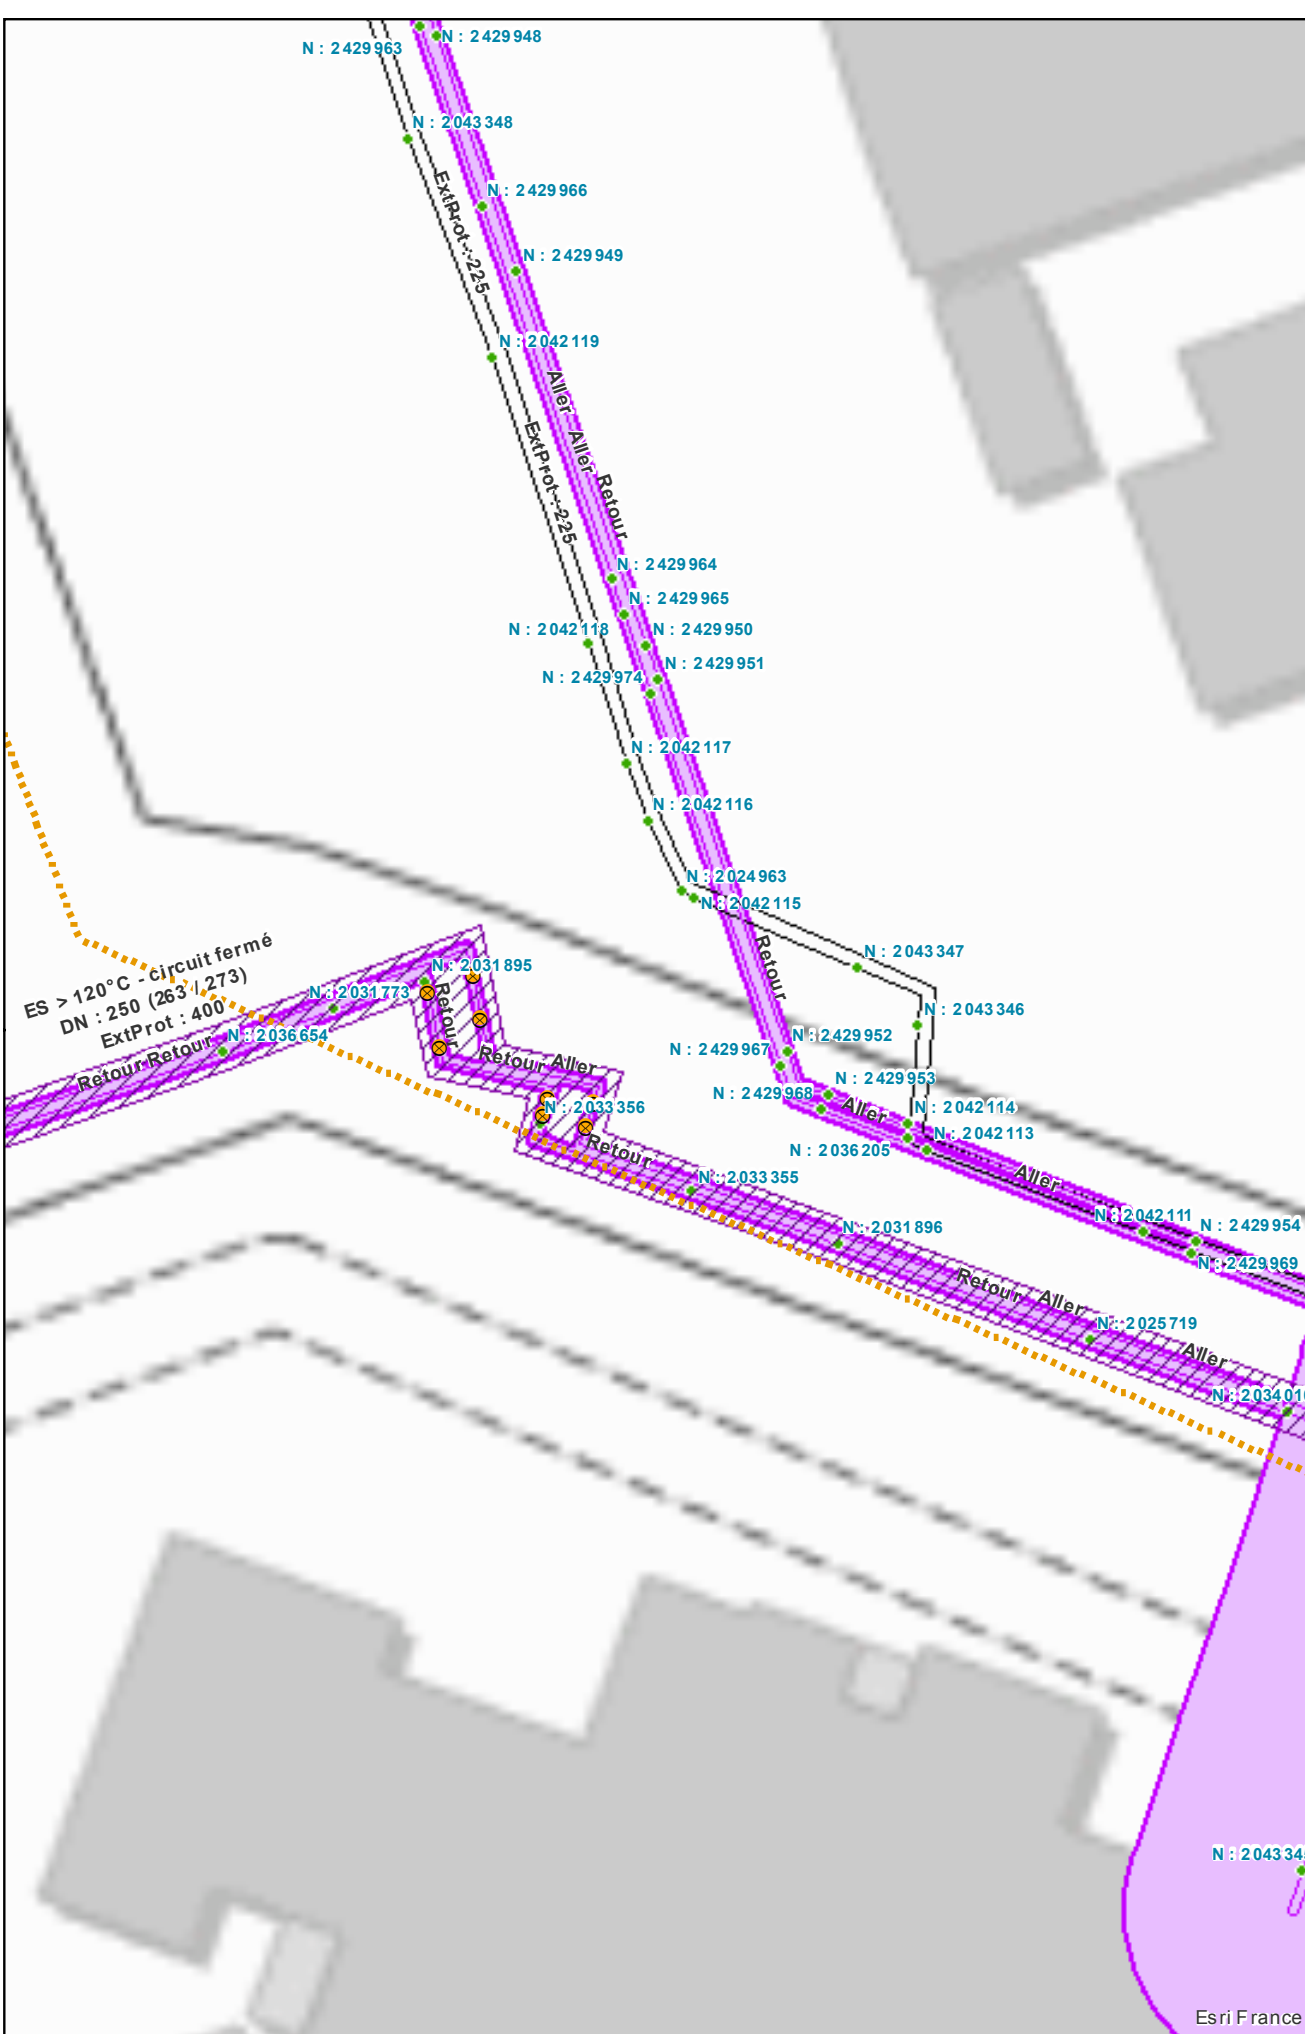 N : 2429948
N : 2429963
N : 2043348
N : 2429966
ExtProt : 225
N : 2429949
N : 2042119
Aller
Aller
ExtProt : 225
Retour
N : 2429964
N : 2429965
N : 2042118
N : 2429950
N : 2429951
N : 2429974
N : 2042117
N : 2042116
N : 2024963
N : 2042115
N : 2043347
Retour
ES > 120°C - circuit fermé
DN : 250 (263 / 273)
ExtProt : 400
N : 2031895
N : 2031773
Retour
N : 2036654
Retour
Retour
N : 2043346
N : 2429952
N : 2429967
Retour
Aller
N : 2429953
N : 2429968
Aller
N : 2033356
N : 2042114
N : 2042113
Retour
N : 2036205
N : 2033355
Aller
N : 2042111
N : 2429954
N : 2031896
N : 2429969
Retour
Aller
N : 2025719
Aller
N : 203401
N : 204334
Esri France